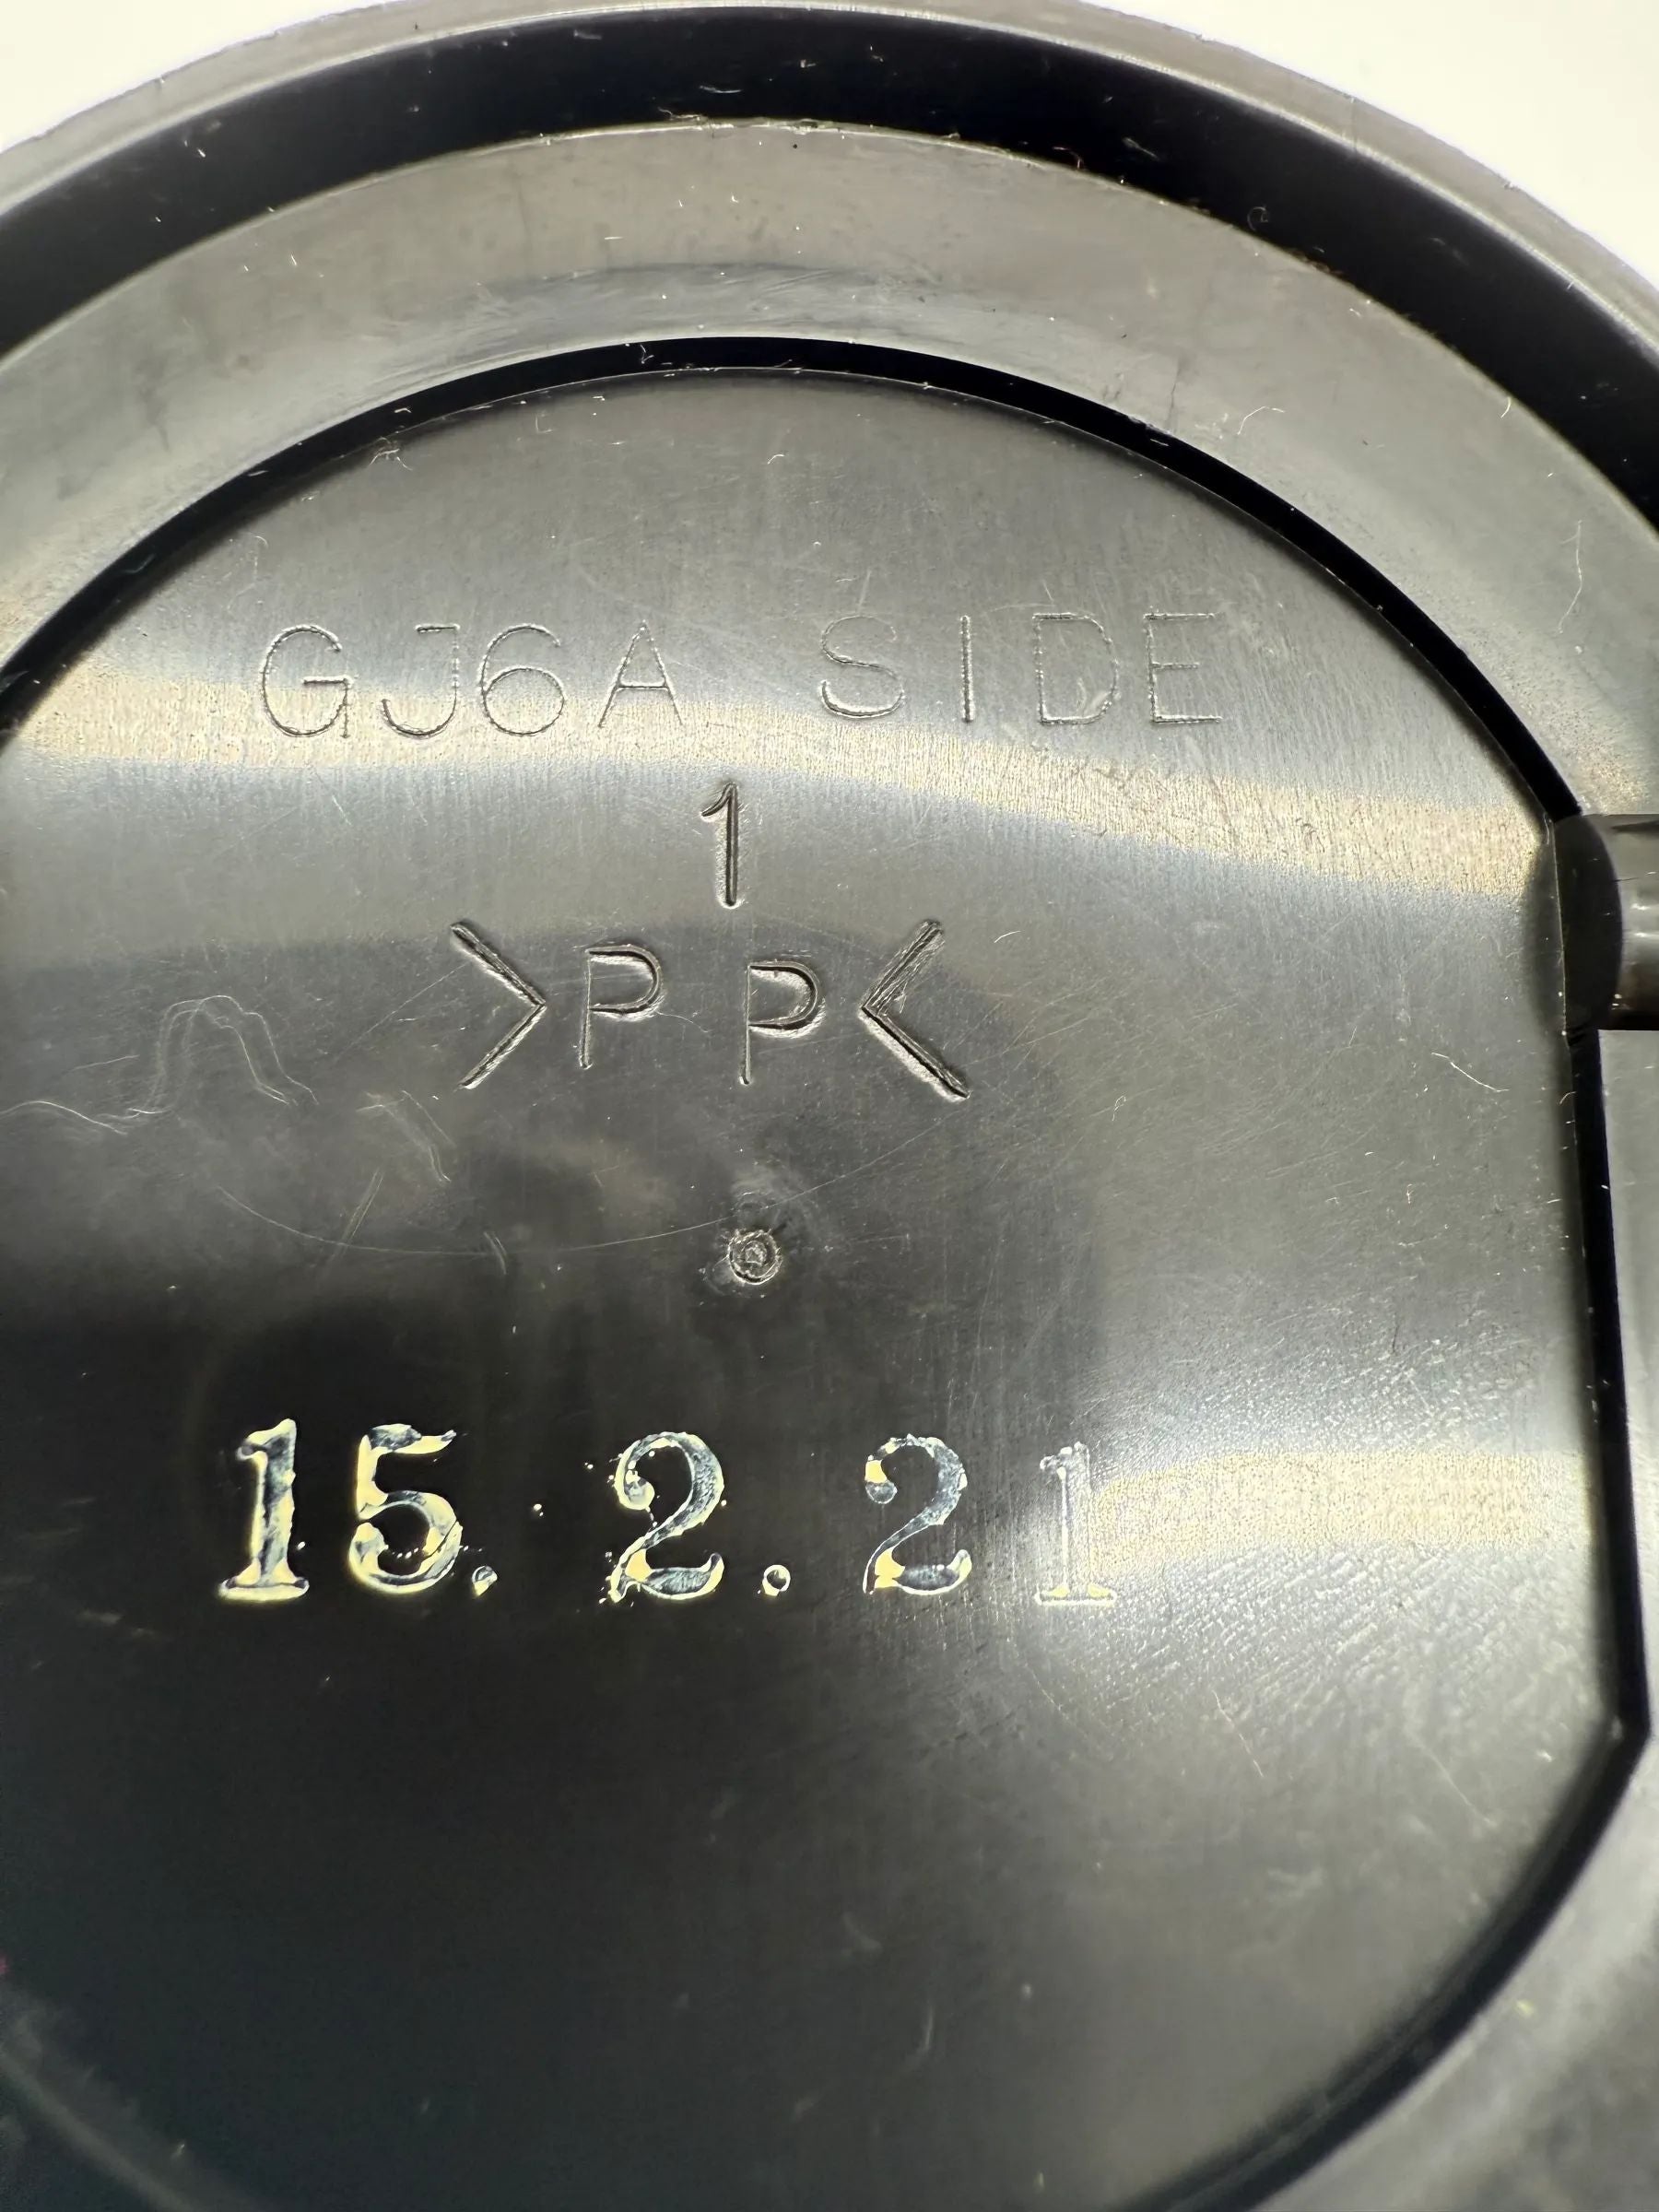 GJ6A SIDE
1
>PP<
15.2.21